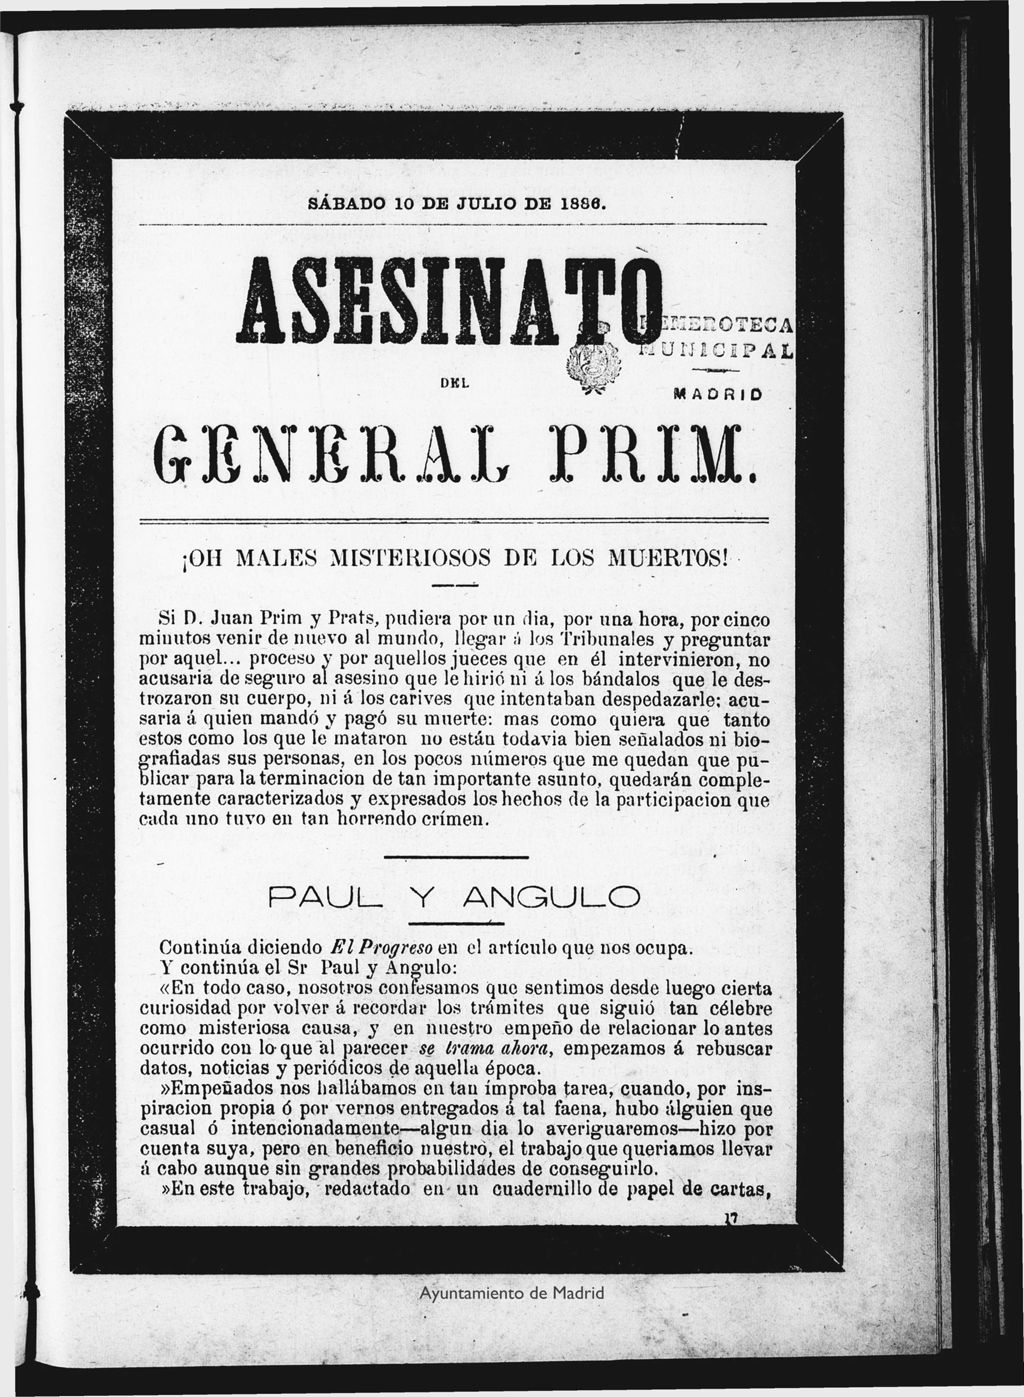 SÁBADO 10 DE JULIO DE 1886.
ASESINATO
HEMEROTECA
MUNICIPAL
MADRID
DEL
GENERAL PRIM.
¡OH MALES MISTERIOSOS DE LOS MUERTOS!
Si D. Juan Prim y Prats, pudiera por un dia, por una hora, por cinco
minutos venir de nuevo al mundo, llegar á los Tribunales y preguntar
por aquel... proceso y por aquellos jueces que en él intervinieron, no
acusaria de seguro al asesino que le hirió ni á los bándalos que le des-
trozaron su cuerpo, ni á los carives que intentaban despedazarle; acu-
saria á quien mandó y pagó su muerte: mas como quiera que tanto
estos como los que le mataron no están todavia bien señalados ni bio-
grafiadas sus personas, en los pocos números que me quedan que pu-
blicar para la terminacion de tan importante asunto, quedarán comple-
tamente caracterizados y expresados los hechos de la participacion que
cada uno tuvo en tan horrendo crímen.
PAUL Y ANGULO
Continúa diciendo El Progreso en el artículo que nos ocupa.
Y continúa el Sr Paul y Angulo:
«En todo caso, nosotros confesamos que sentimos desde luego cierta
curiosidad por volver á recordar los trámites que siguió tan célebre
como misteriosa causa, y en nuestro empeño de relacionar lo antes
ocurrido con lo que al parecer se trama ahora, empezamos á rebuscar
datos, noticias y periódicos de aquella época.
»Empeñados nos hallábamos en tan ímproba tarea, cuando, por ins-
piracion propia ó por vernos entregados á tal faena, hubo álguien que
casual ó intencionadamente—algun dia lo averiguaremos—hizo por
cuenta suya, pero en beneficio nuestro, el trabajo que queriamos llevar
á cabo aunque sin grandes probabilidades de conseguirlo.
»En este trabajo, redactado en un cuadernillo de papel de cartas,
17
Ayuntamiento de Madrid